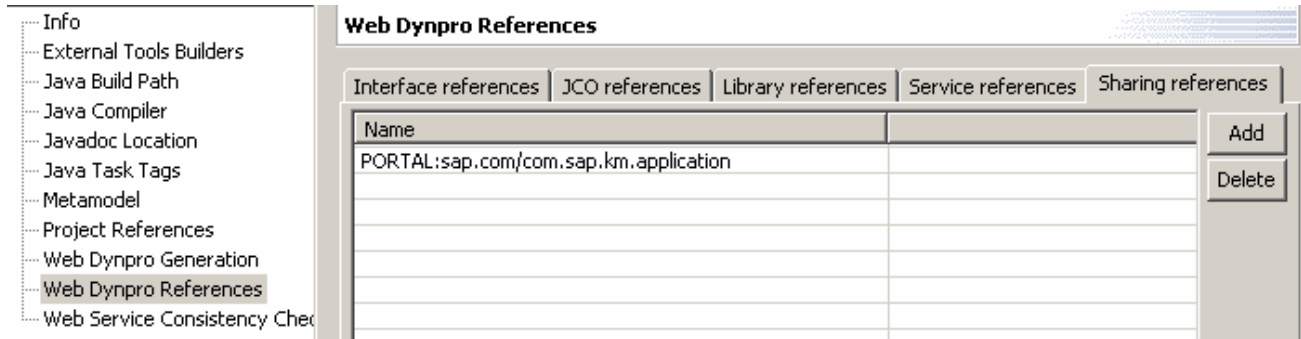 Info
External Tools Builders
Java Build Path
Java Compiler
Javadoc Location
Java Task Tags
Metamodel
Project References
Web Dynpro Generation
Web Dynpro References
Web Service Consistency Chec
Web Dynpro References
Interface references JCO references Library references Service references Sharing references
Name
PORTAL:sap.com/com.sap.km.application
Add
Delete